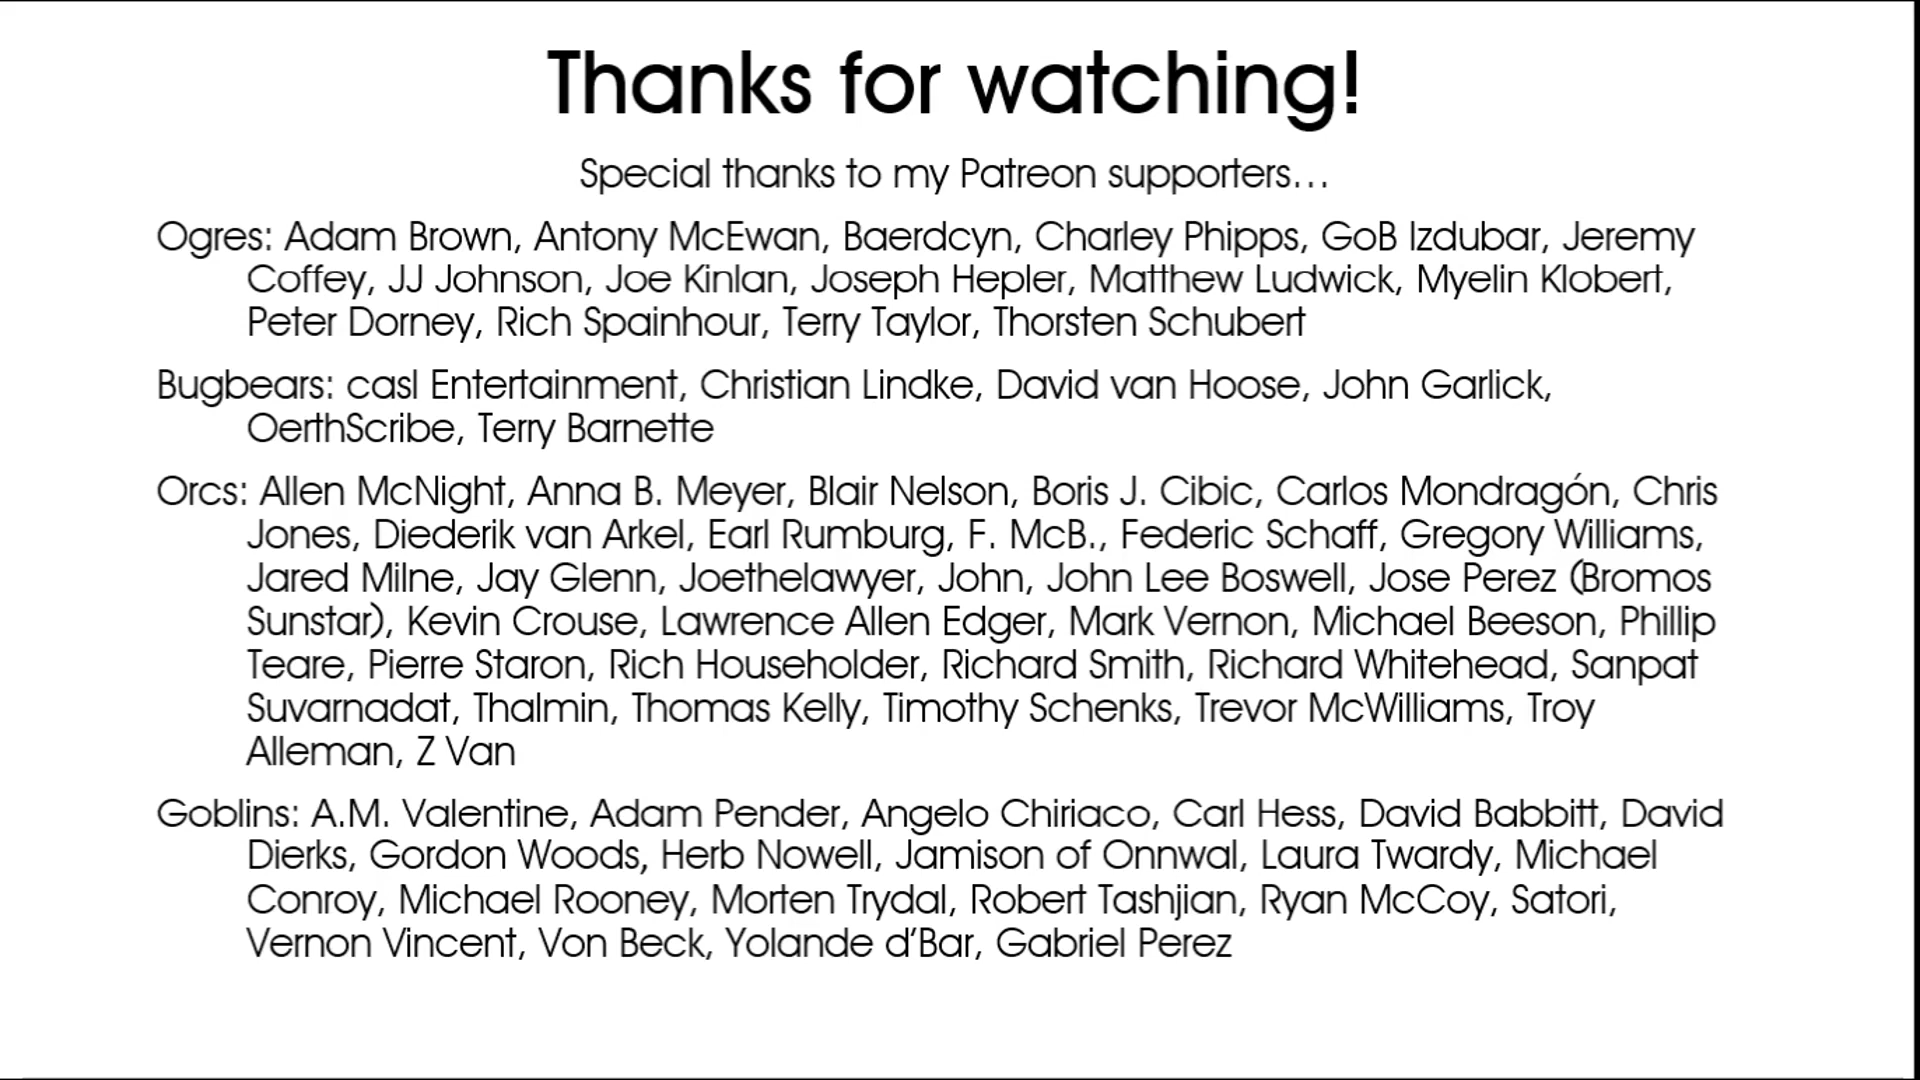 Thanks for watching!
Special thanks to my Patreon supporters…
Ogres: Adam Brown, Antony McEwan, Baerdcyn, Charley Phipps, GoB Izdubar, Jeremy
Coffey, JJ Johnson, Joe Kinlan, Joseph Hepler, Matthew Ludwick, Myelin Klobert,
Peter Dorney, Rich Spainhour, Terry Taylor, Thorsten Schubert
Bugbears: casl Entertainment, Christian Lindke, David van Hoose, John Garlick,
OerthScribe, Terry Barnette
Orcs: Allen McNight, Anna B. Meyer, Blair Nelson, Boris J. Cibic, Carlos Mondragón, Chris
Jones, Diederik van Arkel, Earl Rumburg, F. McB., Federic Schaff, Gregory Williams,
Jared Milne, Jay Glenn, Joethelawyer, John, John Lee Boswell, Jose Perez (Bromos
Sunstar), Kevin Crouse, Lawrence Allen Edger, Mark Vernon, Michael Beeson, Phillip
Teare, Pierre Staron, Rich Householder, Richard Smith, Richard Whitehead, Sanpat
Suvarnadat, Thalmin, Thomas Kelly, Timothy Schenks, Trevor McWilliams, Troy
Alleman, Z Van
Goblins: A.M. Valentine, Adam Pender, Angelo Chiriaco, Carl Hess, David Babbitt, David
Dierks, Gordon Woods, Herb Nowell, Jamison of Onnwal, Laura Twardy, Michael
Conroy, Michael Rooney, Morten Trydal, Robert Tashjian, Ryan McCoy, Satori,
Vernon Vincent, Von Beck, Yolande d’Bar, Gabriel Perez